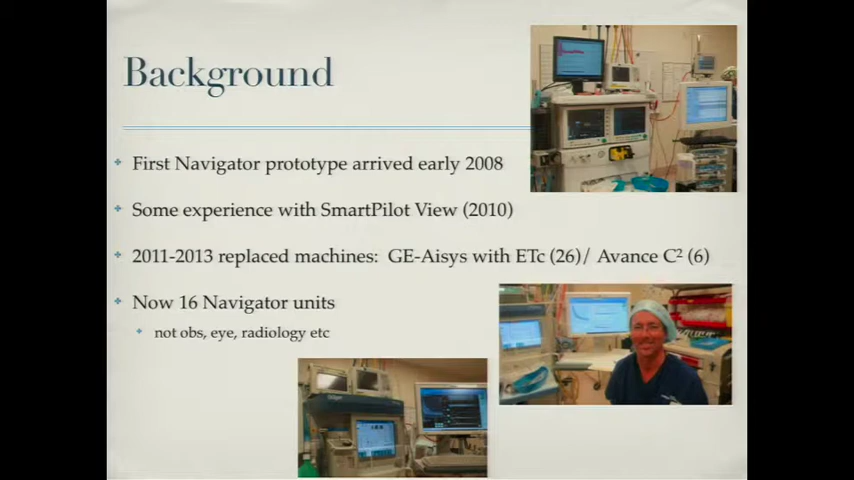 Background
First Navigator prototype arrived early 2008
Some experience with SmartPilot View (2010)
2011-2013 replaced machines: GE-Aisys with ETc (26)/ Avance C² (6)
Now 16 Navigator units
not obs, eye, radiology etc